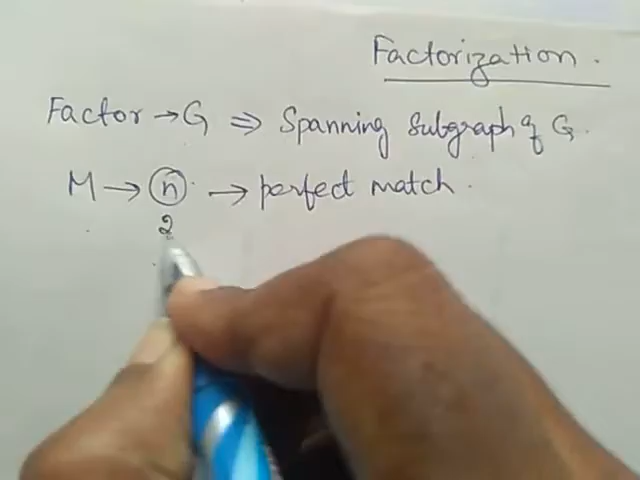 Factorization.
Factor → G ⇒ Spanning Subgraph of G.
M → n → perfect match.
2